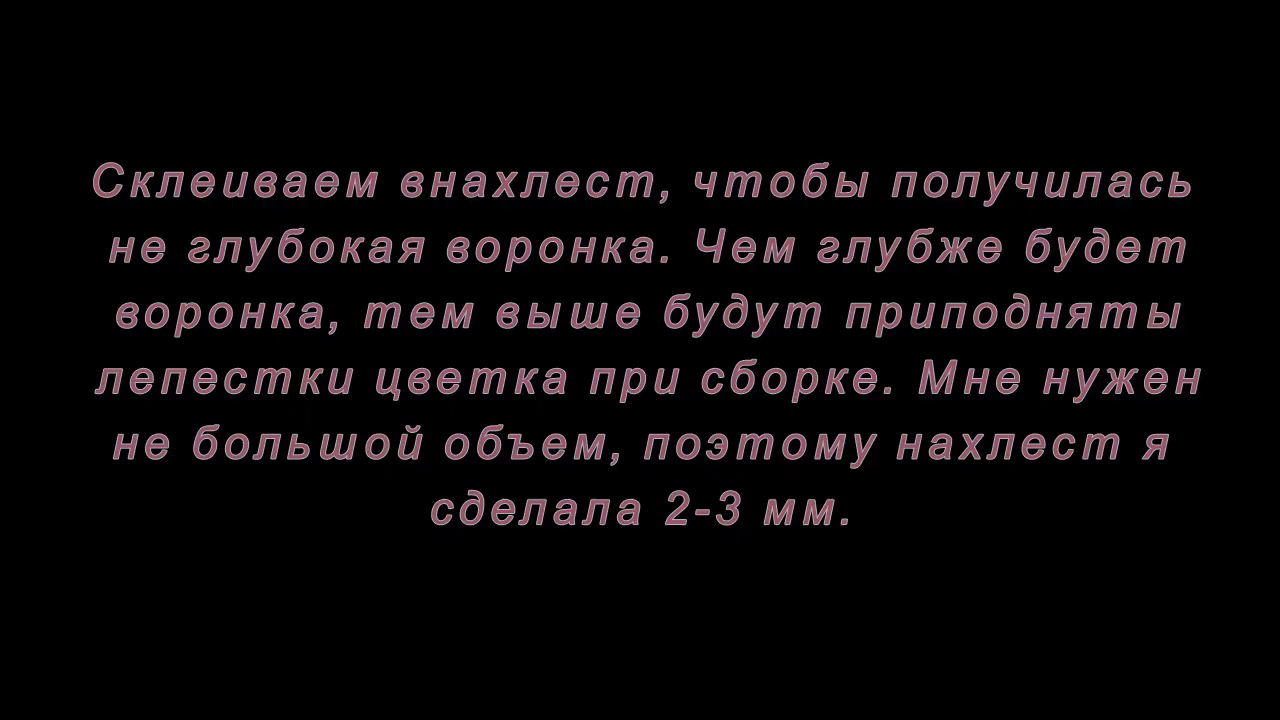 Склеиваем внахлест, чтобы получилась
не глубокая воронка. Чем глубже будет
воронка, тем выше будут приподняты
лепестки цветка при сборке. Мне нужен
не большой объем, поэтому нахлест я
сделала 2-3 мм.